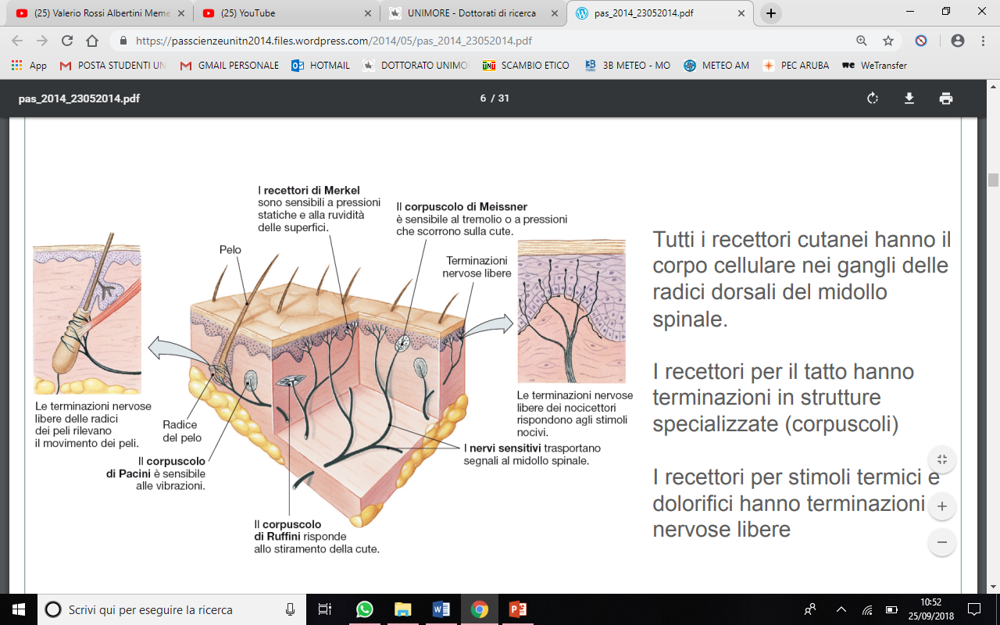 (25) Valerio Rossi Albertini Meme
(25) YouTube
UNIMORE - Dottorati di ricerca
pas_2014_23052014.pdf
https://passcienzeunitn2014.files.wordpress.com/2014/05/pas_2014_23052014.pdf
App
POSTA STUDENTI UN
GMAIL PERSONALE
HOTMAIL
DOTTORATO UNIMO
SCAMBIO ETICO
3B METEO - MO
METEO AM
PEC ARUBA
WeTransfer
pas_2014_23052014.pdf
6 / 31
I recettori di Merkel
sono sensibili a pressioni
statiche e alla ruvidità
delle superfici.
Il corpuscolo di Meissner
è sensibile al tremolio o a pressioni
che scorrono sulla cute.
Pelo
Terminazioni
nervose libere
Le terminazioni nervose
libere delle radici
dei peli rilevano
il movimento dei peli.
Radice
del pelo
Il corpuscolo
di Pacini è sensibile
alle vibrazioni.
Il corpuscolo
di Ruffini risponde
allo stiramento della cute.
Le terminazioni nervose
libere dei nocicettori
rispondono agli stimoli
nocivi.
I nervi sensitivi trasportano
segnali al midollo spinale.
Tutti i recettori cutanei hanno il
corpo cellulare nei gangli delle
radici dorsali del midollo
spinale.
I recettori per il tatto hanno
terminazioni in strutture
specializzate (corpuscoli)
I recettori per stimoli termici e
dolorifici hanno terminazioni
nervose libere
Scrivi qui per eseguire la ricerca
10:52
25/09/2018